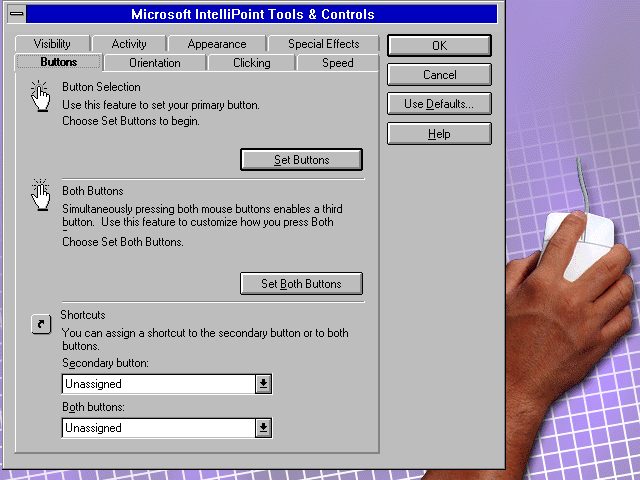 Microsoft IntelliPoint Tools & Controls
Visibility Activity Appearance Special Effects
Buttons Orientation Clicking Speed
OK
Cancel
Use Defaults...
Help
Button Selection
Use this feature to set your primary button.
Choose Set Buttons to begin.
Set Buttons
Both Buttons
Simultaneously pressing both mouse buttons enables a third
button. Use this feature to customize how you press Both
Choose Set Both Buttons.
Set Both Buttons
Shortcuts
You can assign a shortcut to the secondary button or to both
buttons.
Secondary button:
Unassigned
Both buttons:
Unassigned